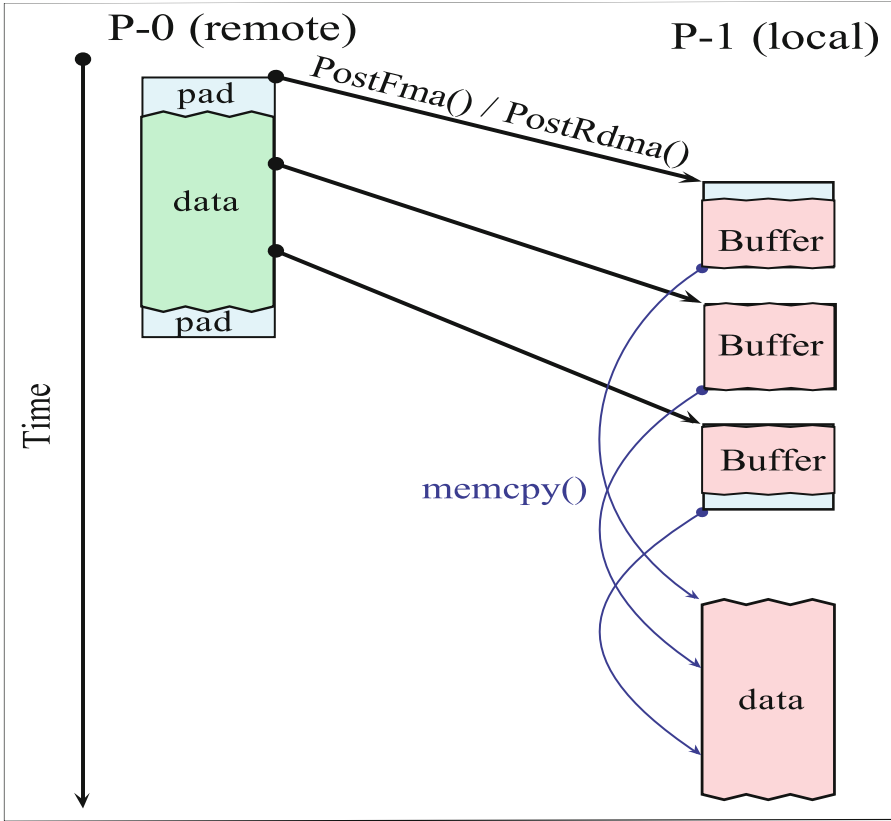 P-0 (remote)
P-1 (local)
PostFma() / PostRdma()
pad
data
pad
Buffer
Buffer
Buffer
Time
memcpy()
data